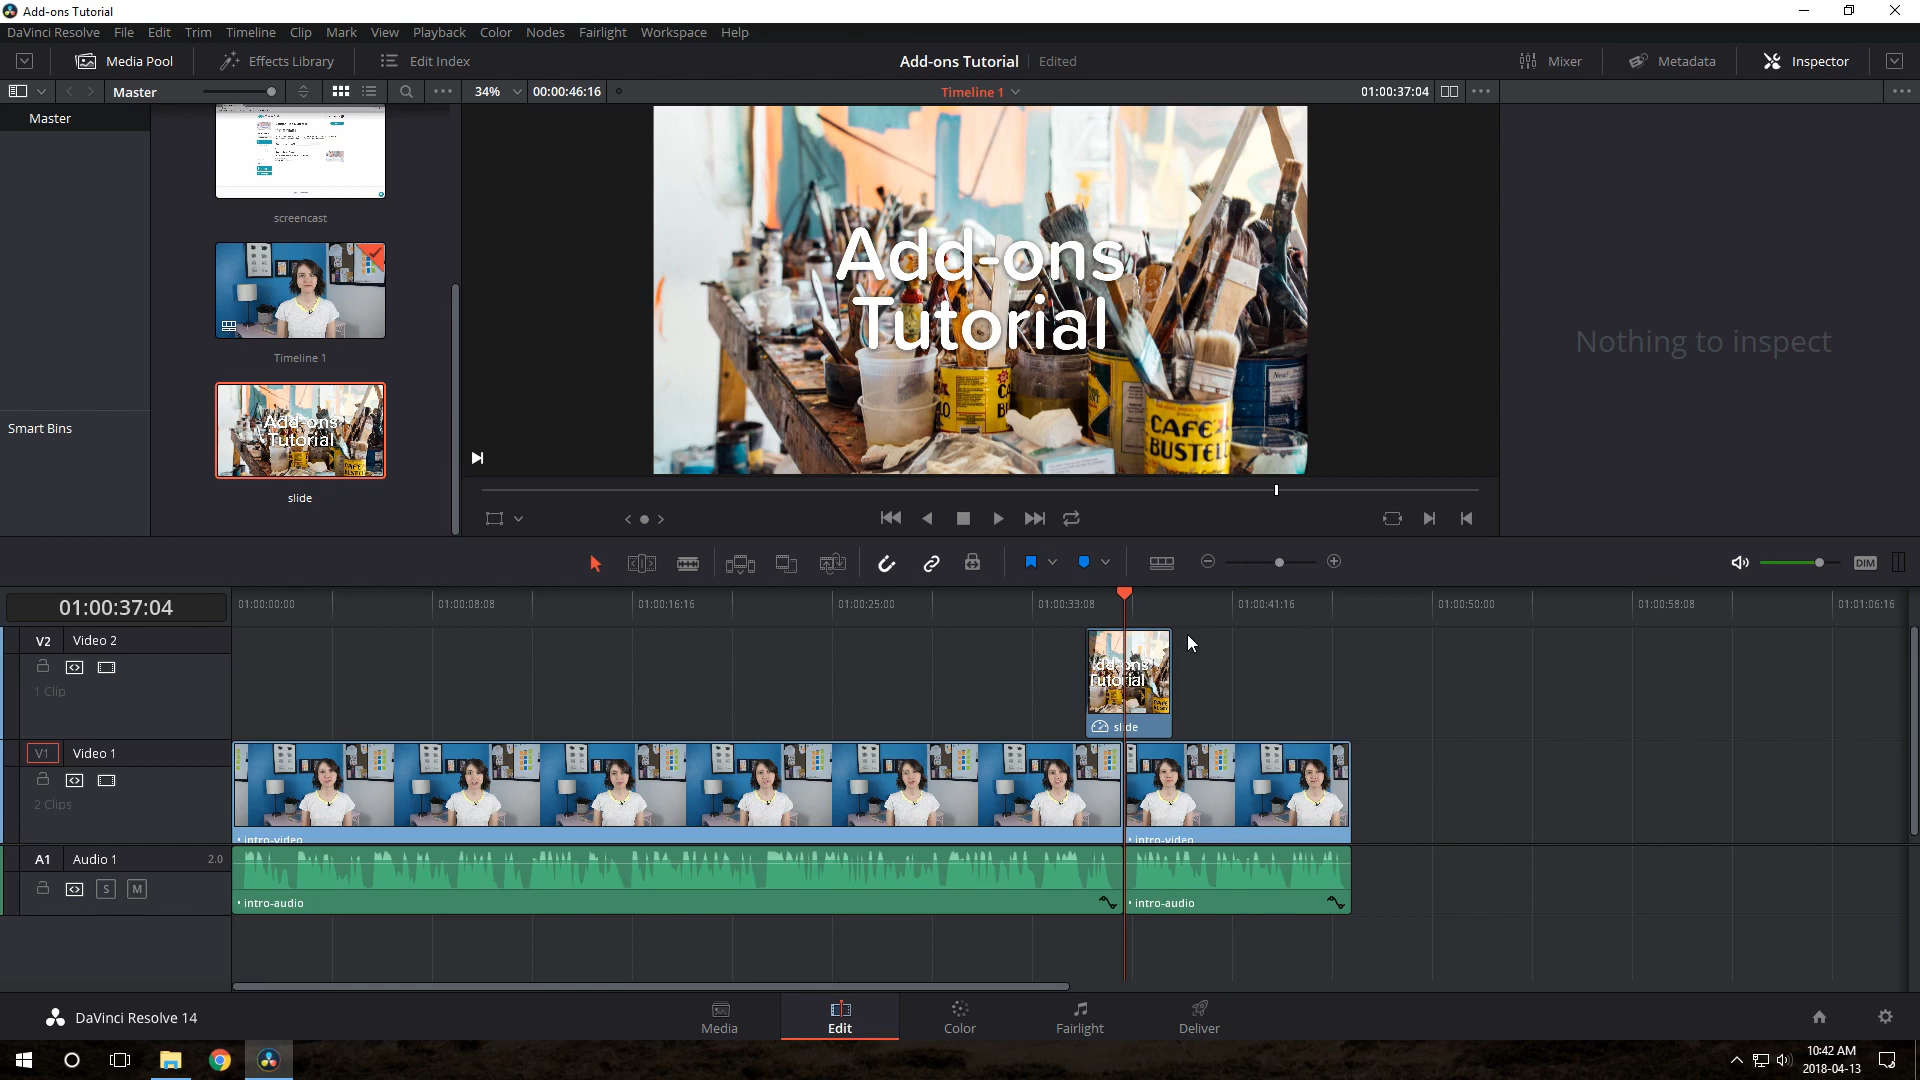 Add-ons Tutorial
DaVinci Resolve File Edit Trim Timeline Clip Mark View Playback Color Nodes Fairlight Workspace Help
Media Pool Effects Library Edit Index Add-ons Tutorial Edited Mixer Metadata Inspector
Master 34% 00:00:46:16 Timeline 1 01:00:37:04
Master
screencast
Timeline 1
Add-ons
Tutorial
slide
Smart Bins
Add-ons
Tutorial
CAFE
BUSTEL
New!
Nothing to inspect
DIM
01:00:37:04
01:00:00:00 01:00:08:08 01:00:16:16 01:00:25:00 01:00:33:08 01:00:41:16 01:00:50:00 01:00:58:08 01:01:06:16
V2 Video 2
1 Clip
slide
V1 Video 1
2 Clips
intro-video intro-video
A1 Audio 1 2.0
S M
intro-audio intro-audio
DaVinci Resolve 14
Media Edit Color Fairlight Deliver
10:42 AM
2018-04-13